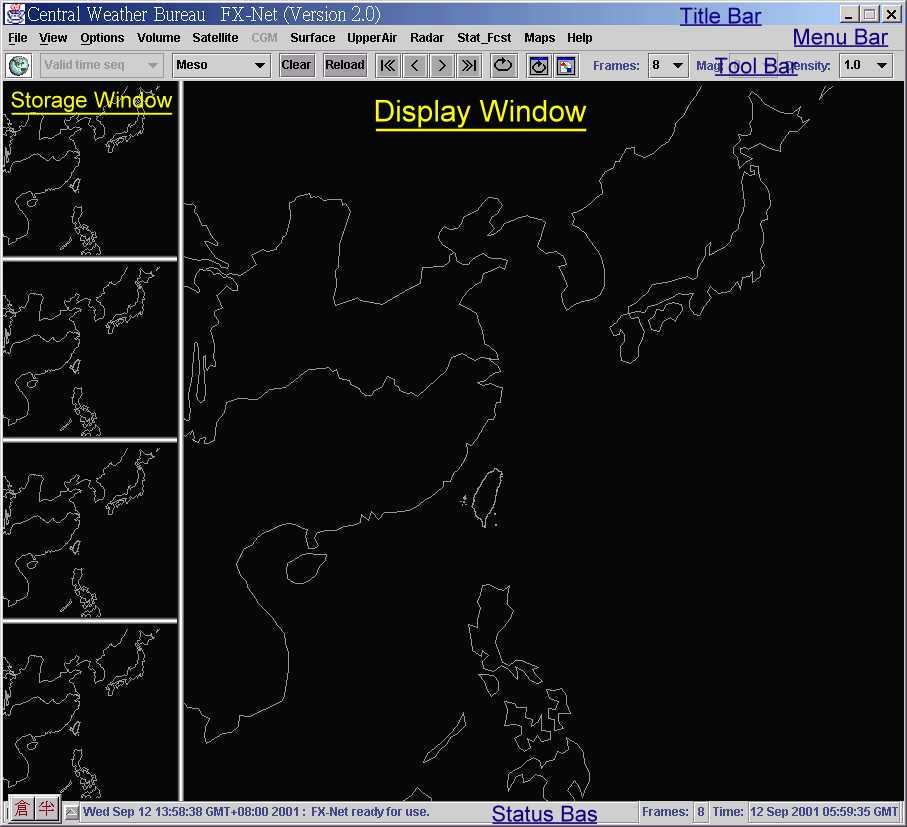 Central Weather Bureau FX-Net (Version 2.0) Title Bar
File View Options Volume Satellite CGM Surface UpperAir Radar Stat_Fcst Maps Help Menu Bar
Valid time seq Meso Clear Reload Frames: 8 Mag: Tool Bar Density: 1.0
Storage Window
Display Window
倉 半 Wed Sep 12 13:58:38 GMT+08:00 2001 : FX-Net ready for use. Status Bas Frames: 8 Time: 12 Sep 2001 05:59:35 GMT